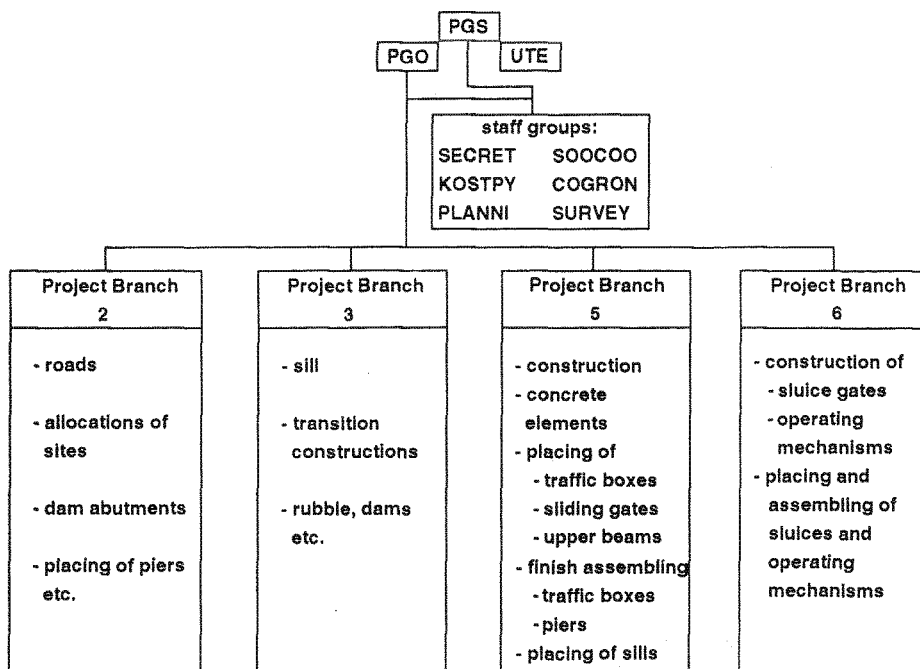 PGS
PGO UTE
staff groups:
SECRET SOOCOO
KOSTPY COGRON
PLANNI SURVEY
Project Branch
2
- roads
- allocations of
sites
- dam abutments
- placing of piers
etc.
Project Branch
3
- sill
- transition
constructions
- rubble, dams
etc.
Project Branch
5
- construction
- concrete
elements
- placing of
- traffic boxes
- sliding gates
- upper beams
- finish assembling
- traffic boxes
- piers
- placing of sills
Project Branch
6
- construction of
- sluice gates
- operating
mechanisms
- placing and
assembling of
sluices and
operating
mechanisms